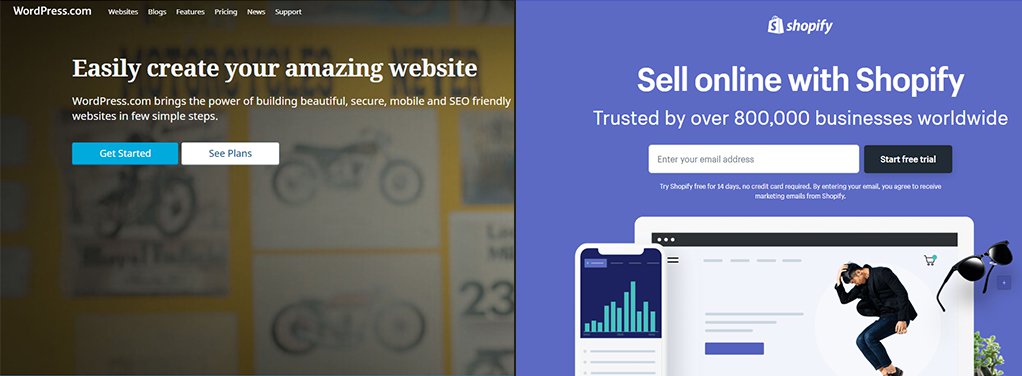 WordPress.com
Websites Blogs Features Pricing News Support
Easily create your amazing website
WordPress.com brings the power of building beautiful, secure, mobile and SEO friendly
websites in few simple steps.
Get Started See Plans
MOTORCYCLES NEVER
23
shopify
Sell online with Shopify
Trusted by over 800,000 businesses worldwide
Enter your email address Start free trial
Try Shopify free for 14 days, no credit card required. By entering your email, you agree to receive
marketing emails from Shopify.